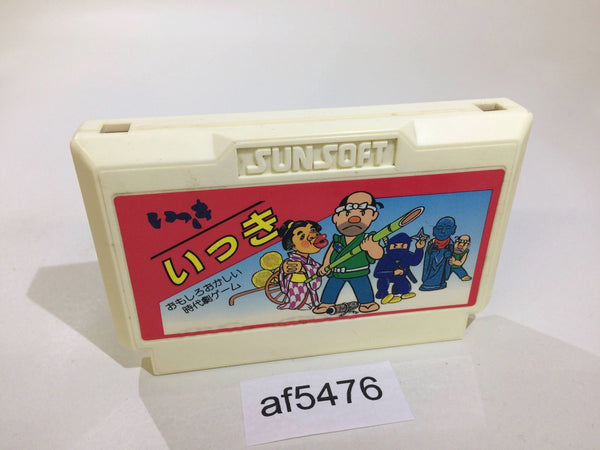 SUNSOFT
いっき
いっき
おもしろおかしい
時代劇ゲーム
af5476